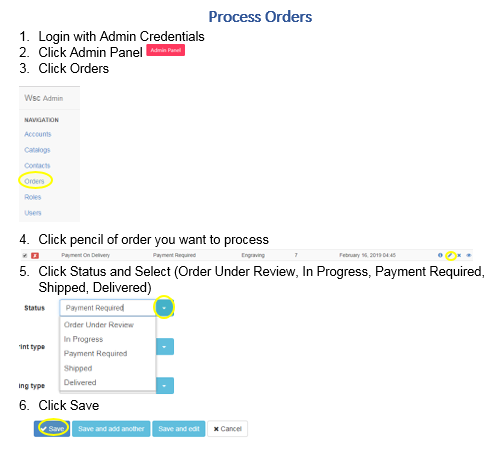 Process Orders
1. Login with Admin Credentials
2. Click Admin Panel Admin Panel
3. Click Orders
Wsc Admin
NAVIGATION
Accounts
Catalogs
Contacts
Orders
Roles
Users
4. Click pencil of order you want to process
Payment On Delivery Payment Required Engraving 7 February 16, 2019 04:40
5. Click Status and Select (Order Under Review, In Progress, Payment Required,
Shipped, Delivered)
Status Payment Required
Order Under Review
In Progress
rint type
Payment Required
Shipped
Delivered
ing type
6. Click Save
Save Save and add another Save and edit Cancel